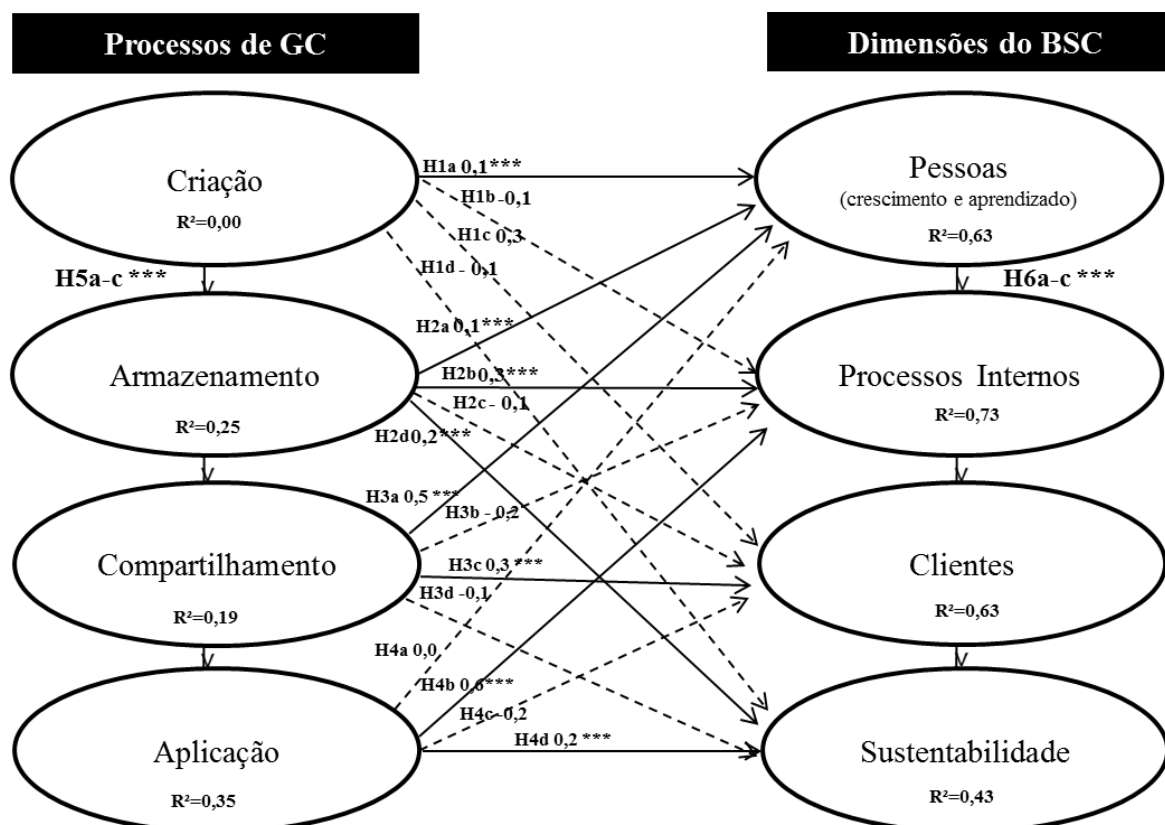 Processos de GC
Dimensões do BSC
Criação
R²=0,00
Pessoas
(crescimento e aprendizado)
R²=0,63
H1a 0,1***
H1b -0,1
H1c 0,3
H1d - 0,1
H5a-c ***
H6a-c ***
Armazenamento
R²=0,25
Processos Internos
R²=0,73
H2a 0,1***
H2b 0,3***
H2c - 0,1
H2d 0,2***
Compartilhamento
R²=0,19
Clientes
R²=0,63
H3a 0,5 ***
H3b - 0,2
H3c 0,3 ***
H3d -0,1
Aplicação
R²=0,35
Sustentabilidade
R²=0,43
H4a 0,0
H4b 0,6***
H4c -0,2
H4d 0,2 ***